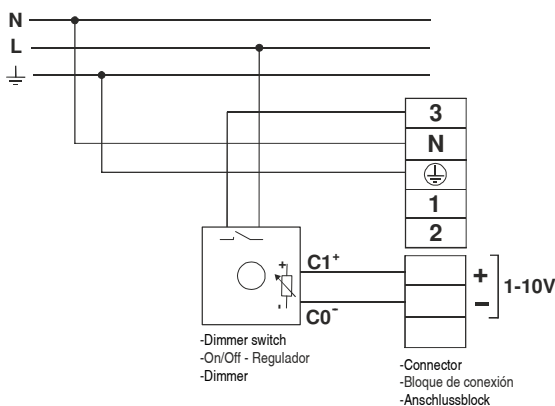 N
L
3
N
1
2
C1+
+
-
C0-
+
−
1-10V
-Dimmer switch
-On/Off - Regulador
-Dimmer
-Connector
-Bloque de conexión
-Anschlussblock